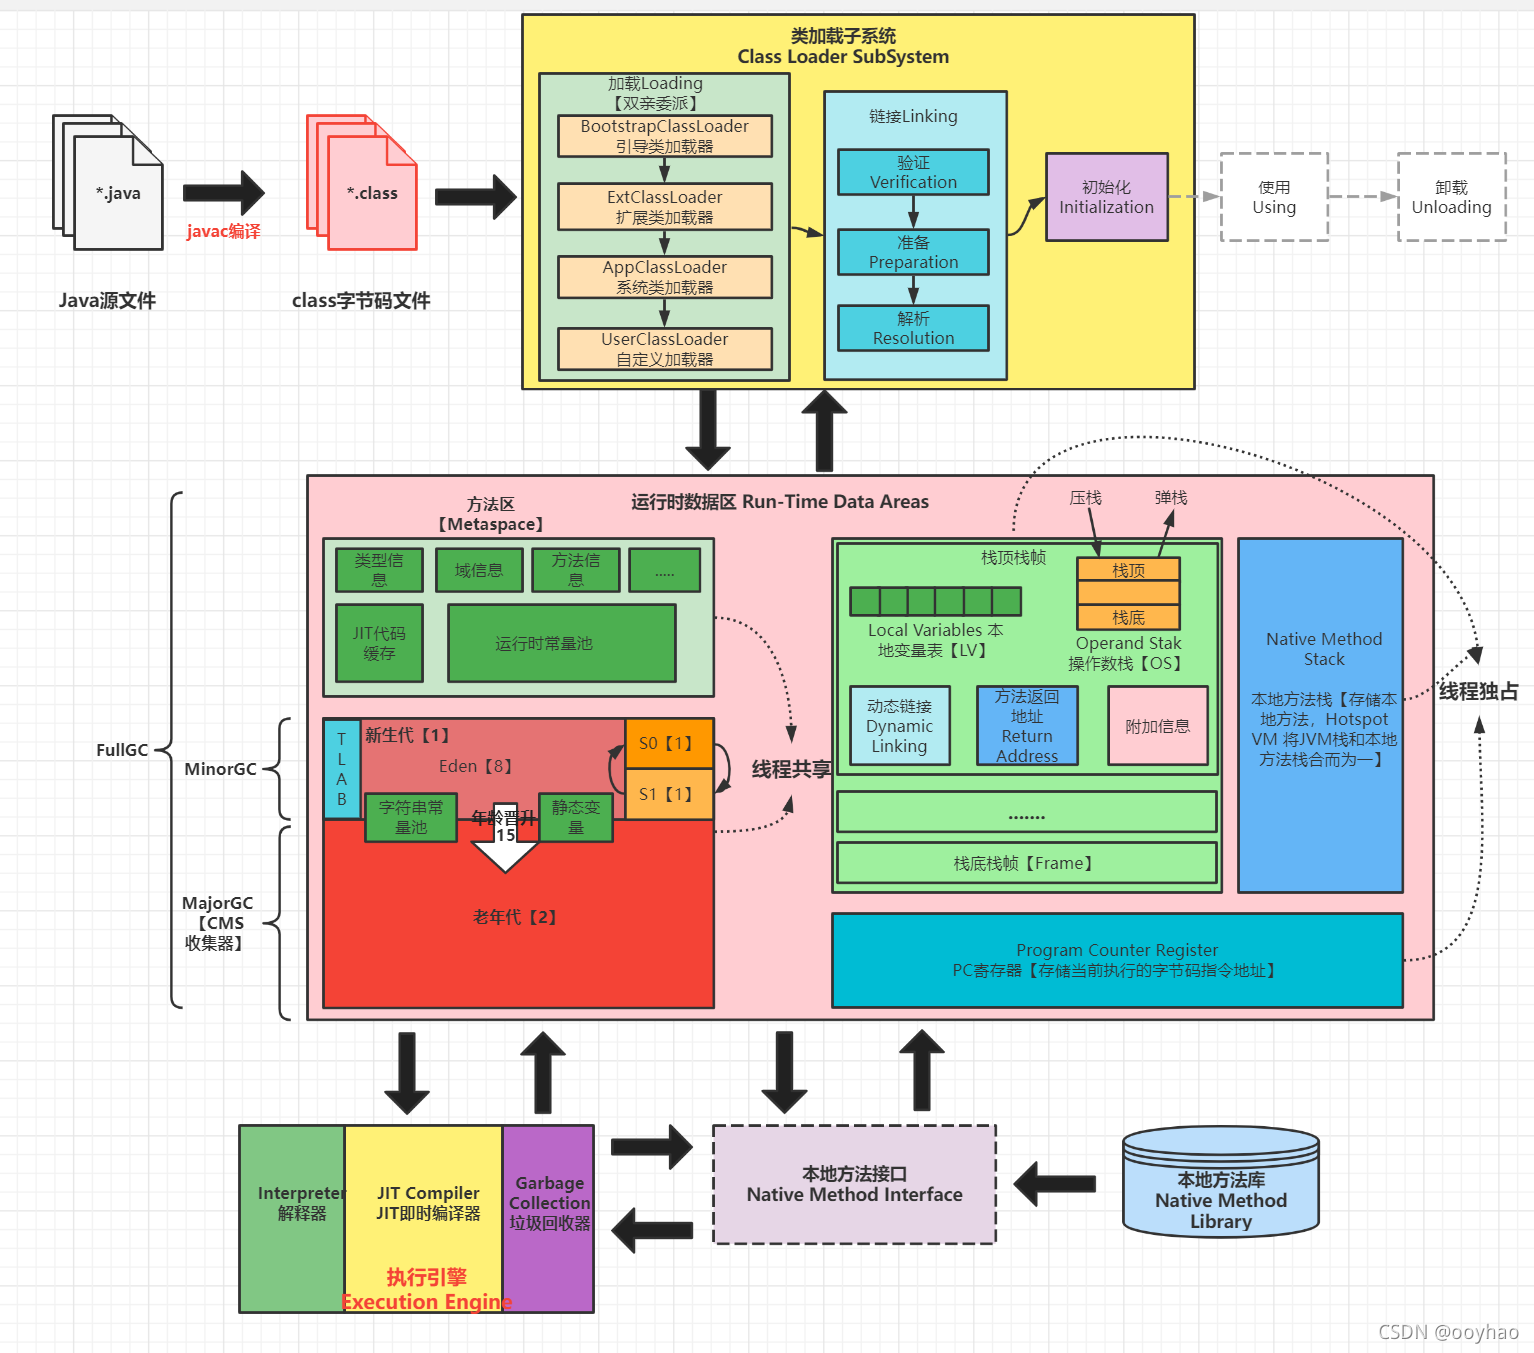 类加载子系统
Class Loader SubSystem
加载Loading
【双亲委派】
BootstrapClassLoader
引导类加载器
ExtClassLoader
扩展类加载器
AppClassLoader
系统类加载器
UserClassLoader
自定义加载器
链接Linking
验证
Verification
准备
Preparation
解析
Resolution
初始化
Initialization
使用
Using
卸载
Unloading
*.java
javac编译
*.class
Java源文件
class字节码文件
运行时数据区 Run-Time Data Areas
方法区
【Metaspace】
类型信
息
域信息
方法信
息
.....
JIT代码
缓存
运行时常量池
T
L
A
B
新生代【1】
Eden【8】
S0【1】
S1【1】
字符串常
量池
年龄晋升
15
静态变
量
老年代【2】
FullGC
MinorGC
MajorGC
【CMS
收集器】
线程共享
压栈
弹栈
栈顶栈帧
栈顶
栈底
Local Variables 本
地变量表【LV】
Operand Stak
操作数栈【OS】
动态链接
Dynamic
Linking
方法返回
地址
Return
Address
附加信息
.......
栈底栈帧【Frame】
Native Method
Stack
本地方法栈【存储本
地方法，Hotspot
VM 将JVM栈和本地
方法栈合而为一】
线程独占
Program Counter Register
PC寄存器【存储当前执行的字节码指令地址】
Interpreter
解释器
JIT Compiler
JIT即时编译器
Garbage
Collection
垃圾回收器
执行引擎
Execution Engine
本地方法接口
Native Method Interface
本地方法库
Native Method
Library
CSDN @ooyhao